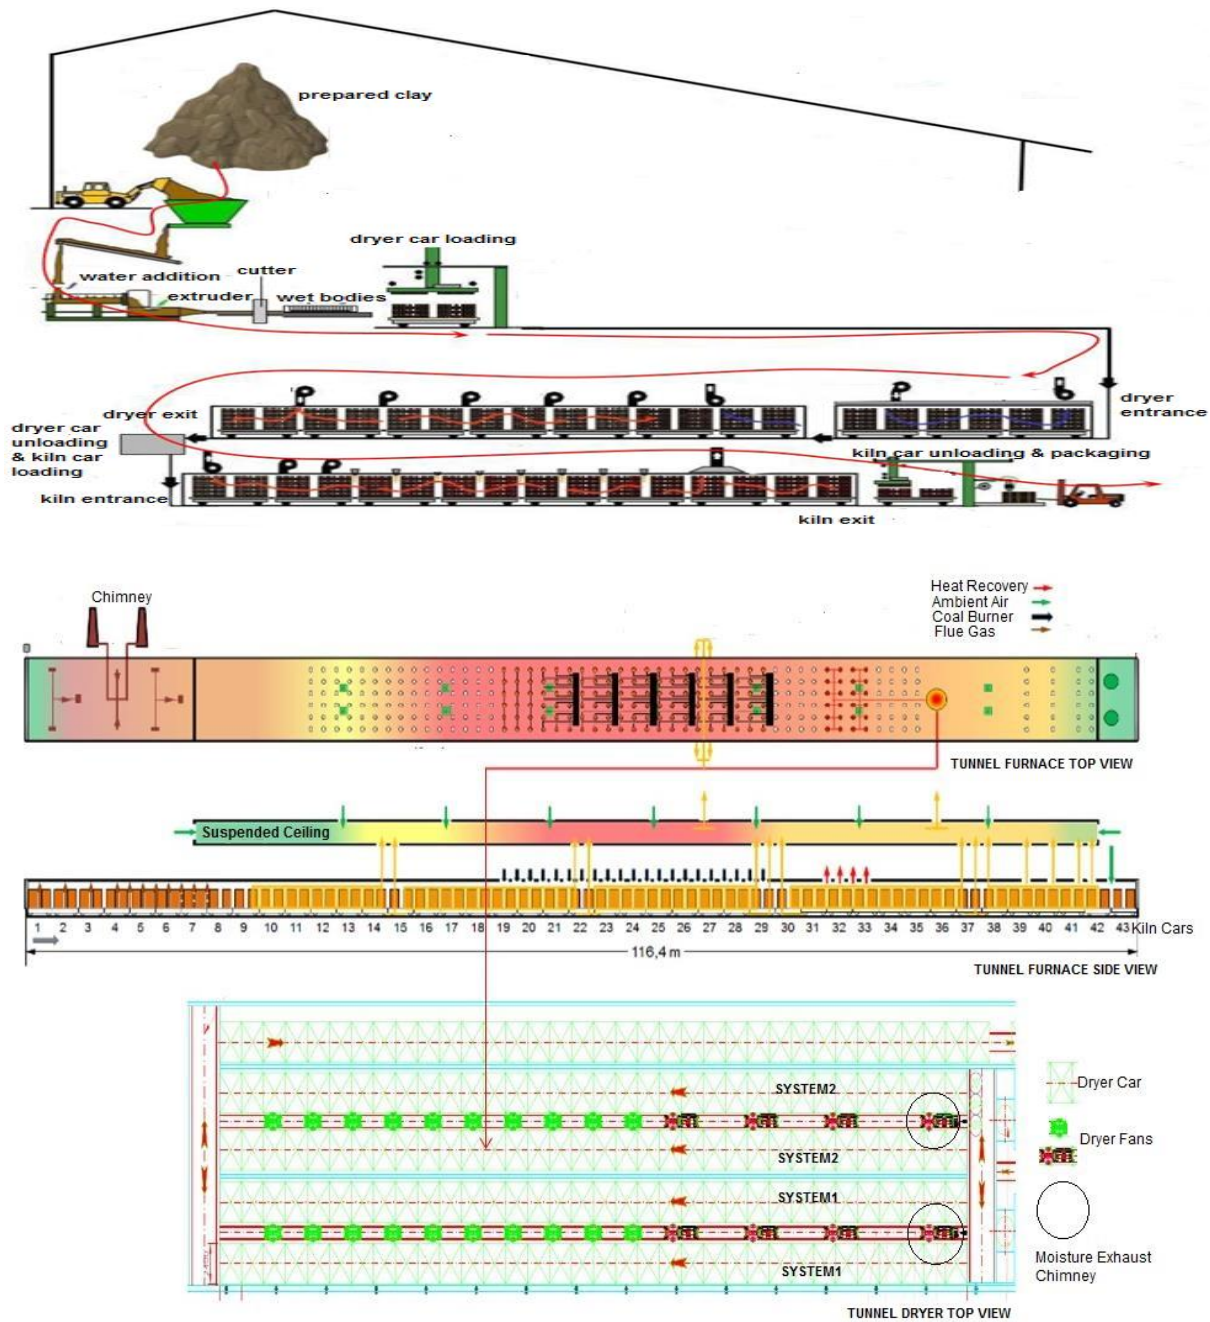 prepared clay
dryer car loading
water addition
cutter
extruder
wet bodies
dryer exit
dryer
entrance
dryer car
unloading
& kiln car
loading
kiln car unloading & packaging
kiln entrance
kiln exit
Chimney
Heat Recovery
Ambient Air
Coal Burner
Flue Gas
TUNNEL FURNACE TOP VIEW
Suspended Ceiling
1 2 3 4 5 6 7 8 9 10 11 12 13 14 15 16 17 18 19 20 21 22 23 24 25 26 27 28 29 30 31 32 33 34 35 36 37 38 39 40 41 42 43 Kiln Cars
116,4 m
TUNNEL FURNACE SIDE VIEW
SYSTEM2
SYSTEM2
SYSTEM1
SYSTEM1
Dryer Car
Dryer Fans
Moisture Exhaust
Chimney
TUNNEL DRYER TOP VIEW